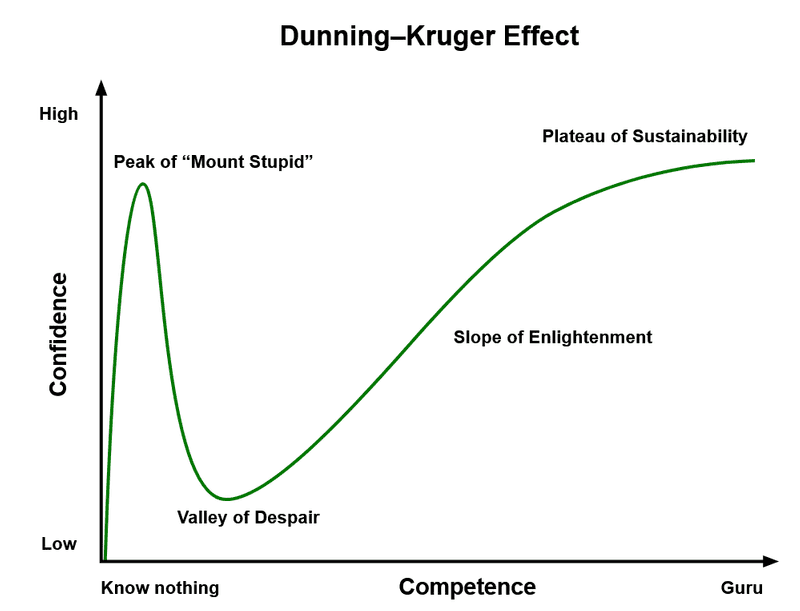 Dunning–Kruger Effect
High
Plateau of Sustainability
Peak of “Mount Stupid”
Confidence
Slope of Enlightenment
Valley of Despair
Low
Know nothing
Competence
Guru